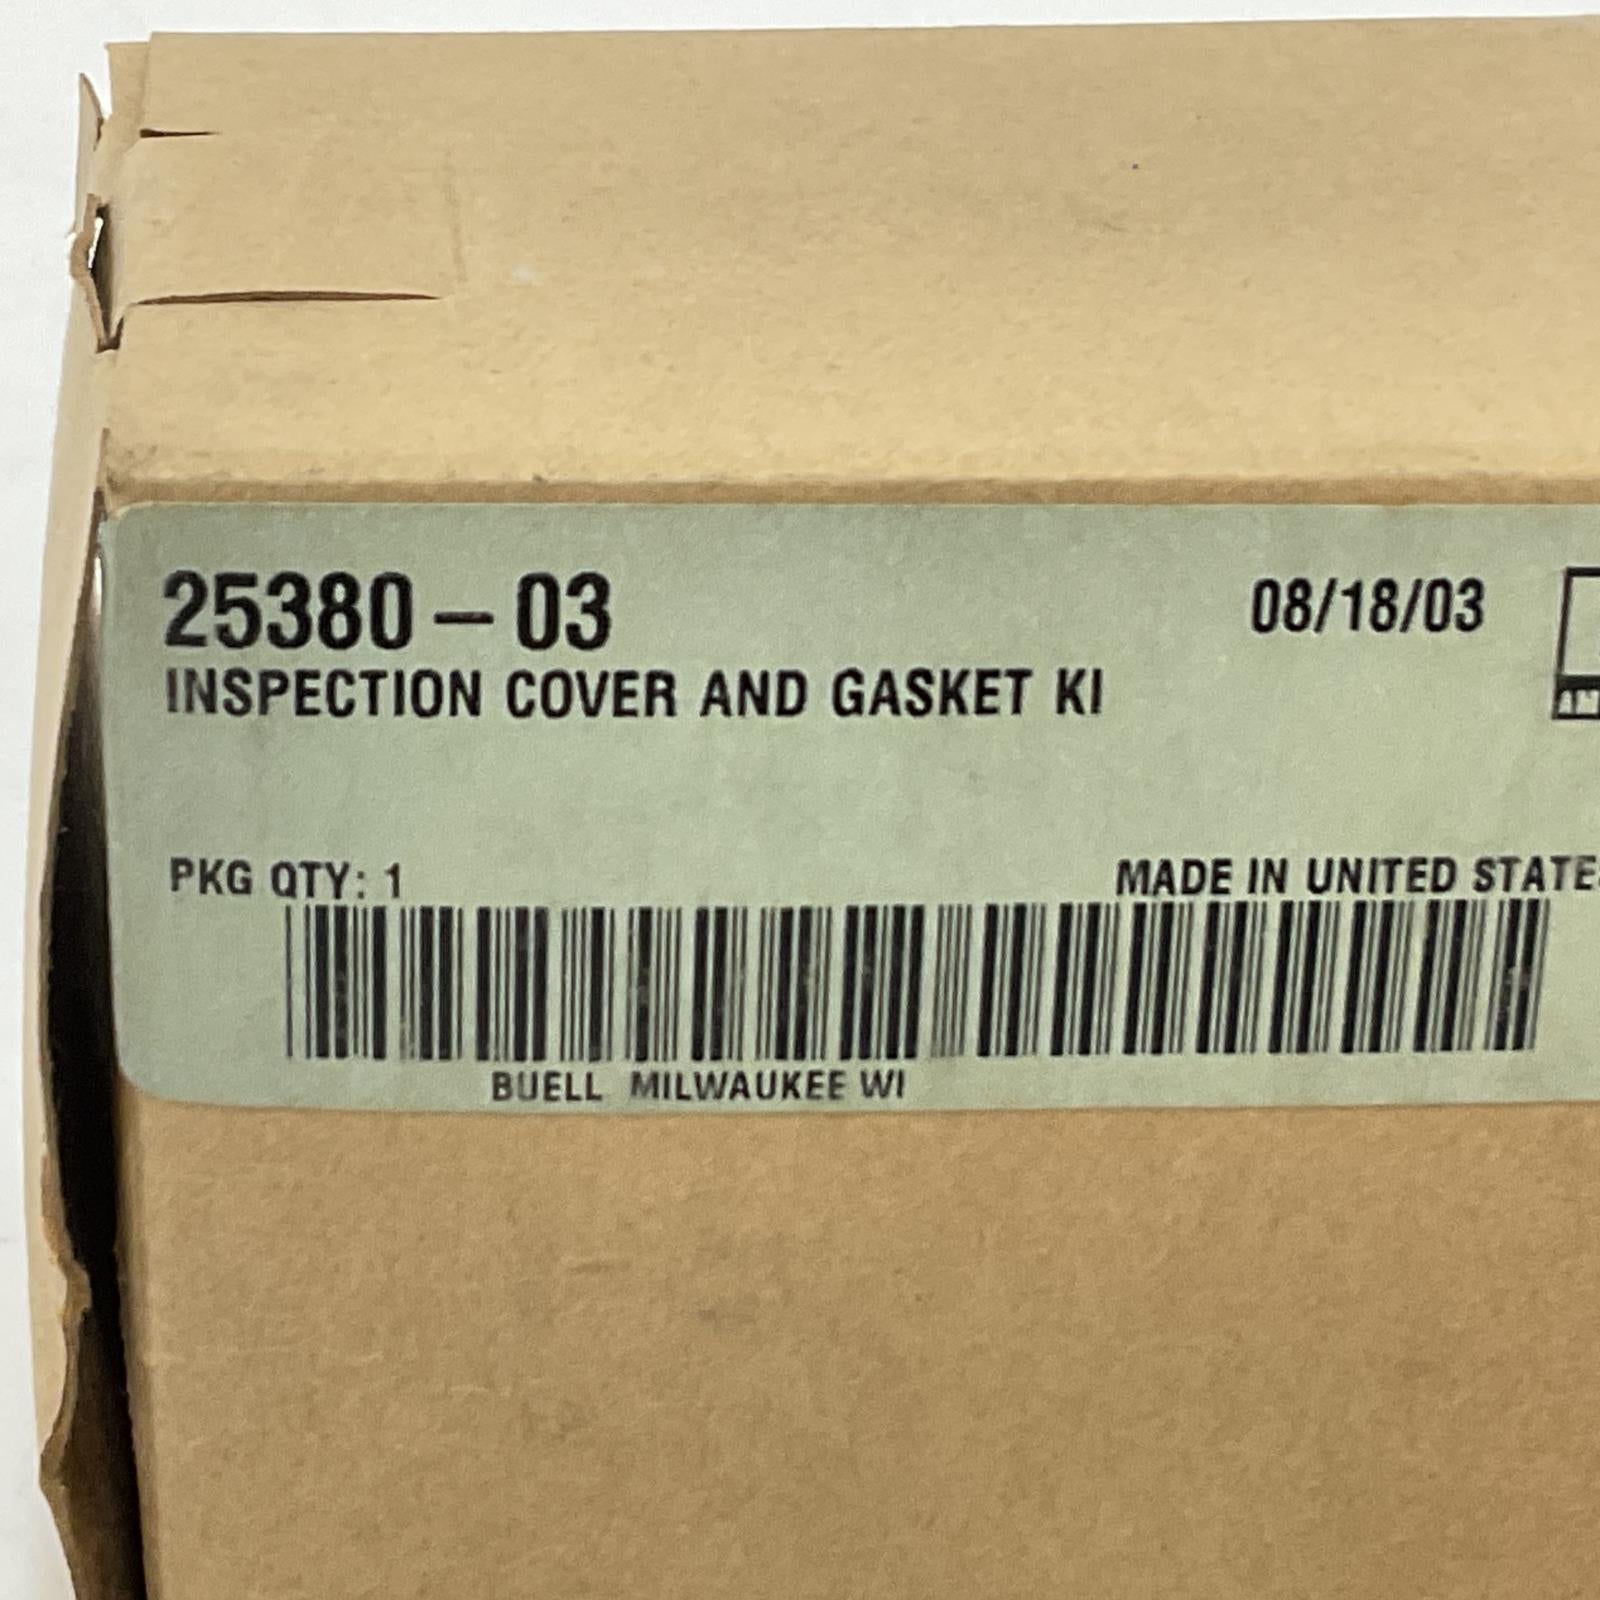 25380-03
08/18/03
INSPECTION COVER AND GASKET KI
PKG QTY: 1
MADE IN UNITED STATES
BUELL MILWAUKEE WI